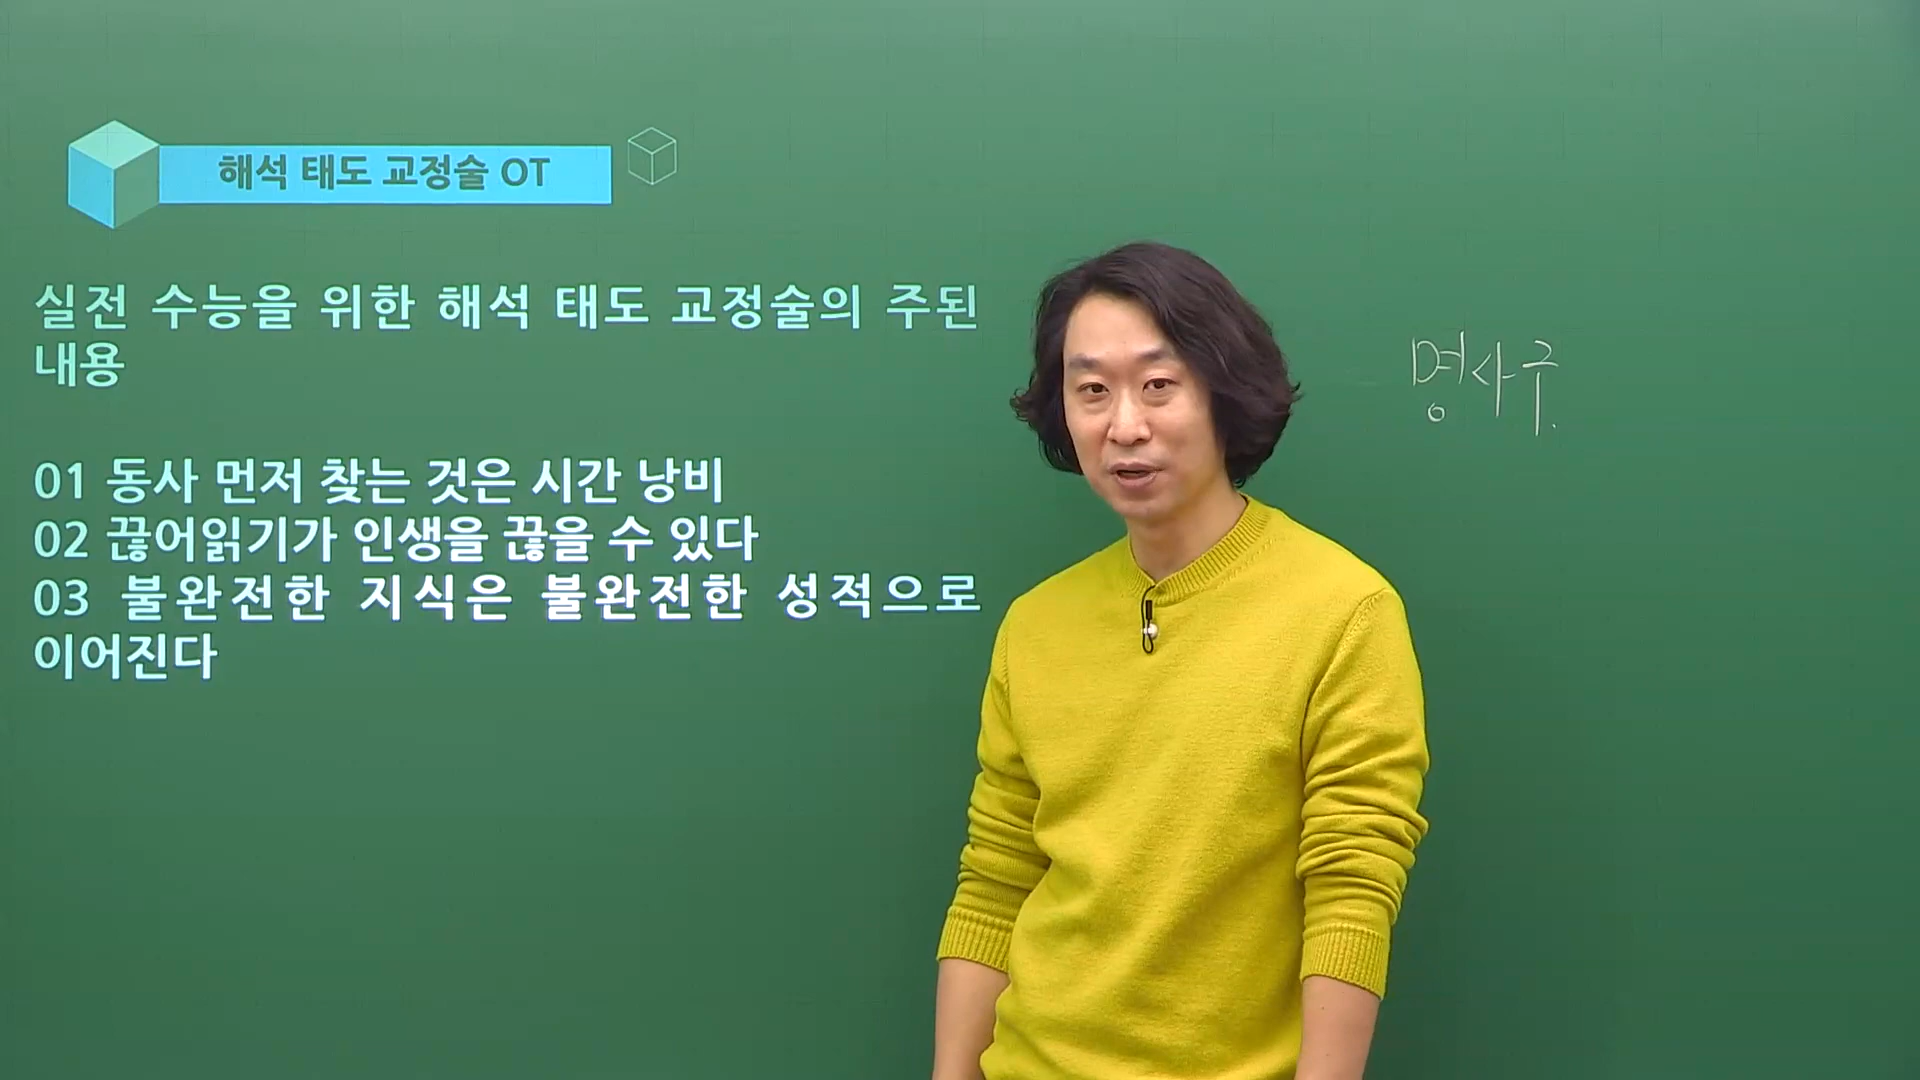 해석 태도 교정술 OT
실전 수능을 위한 해석 태도 교정술의 주된
내용
01 동사 먼저 찾는 것은 시간 낭비
02 끊어읽기가 인생을 끊을 수 있다
03 불완전한 지식은 불완전한 성적으로
이어진다
명사구.